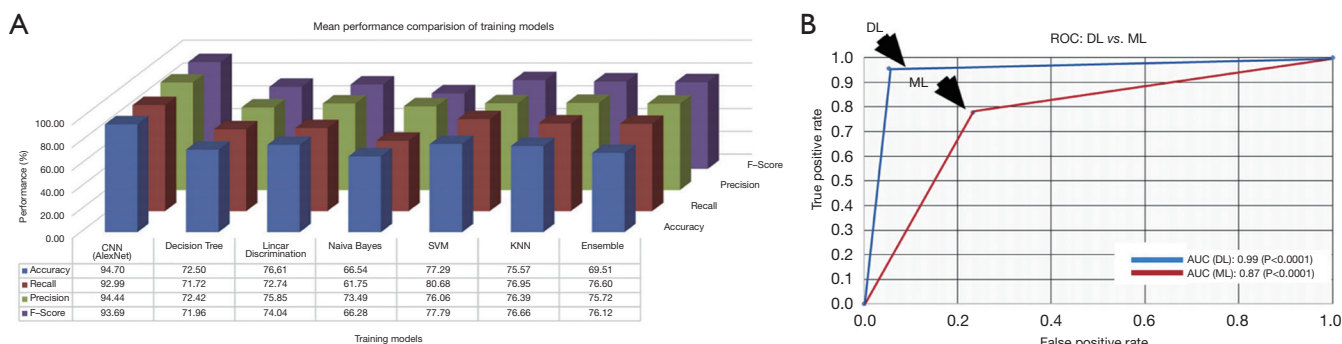 A
Mean performance comparision of training models
Performance (%)
100.00
80.00
60.00
40.00
20.00
0.00
F–Score
Precision
Recall
Accuracy
CNN (AlexNet) Decision Tree Lincar Discrimination Naiva Bayes SVM KNN Ensemble
Accuracy 94.70 72.50 76,61 66.54 77.29 75.57 69.51
Recall 92.99 71.72 72.74 61.75 80.68 76.95 76.60
Precision 94.44 72.42 75.85 73.49 76.06 76.39 75.72
F–Score 93.69 71.96 74.04 66.28 77.79 76.66 76.12
Training models
B
DL
ROC: DL vs. ML
ML
True positive rate
1.0
0.9
0.8
0.7
0.6
0.5
0.4
0.3
0.2
0.1
0.0
AUC (DL): 0.99 (P<0.0001)
AUC (ML): 0.87 (P<0.0001)
0.0 0.2 0.4 0.6 0.8 1.0
False positive rate